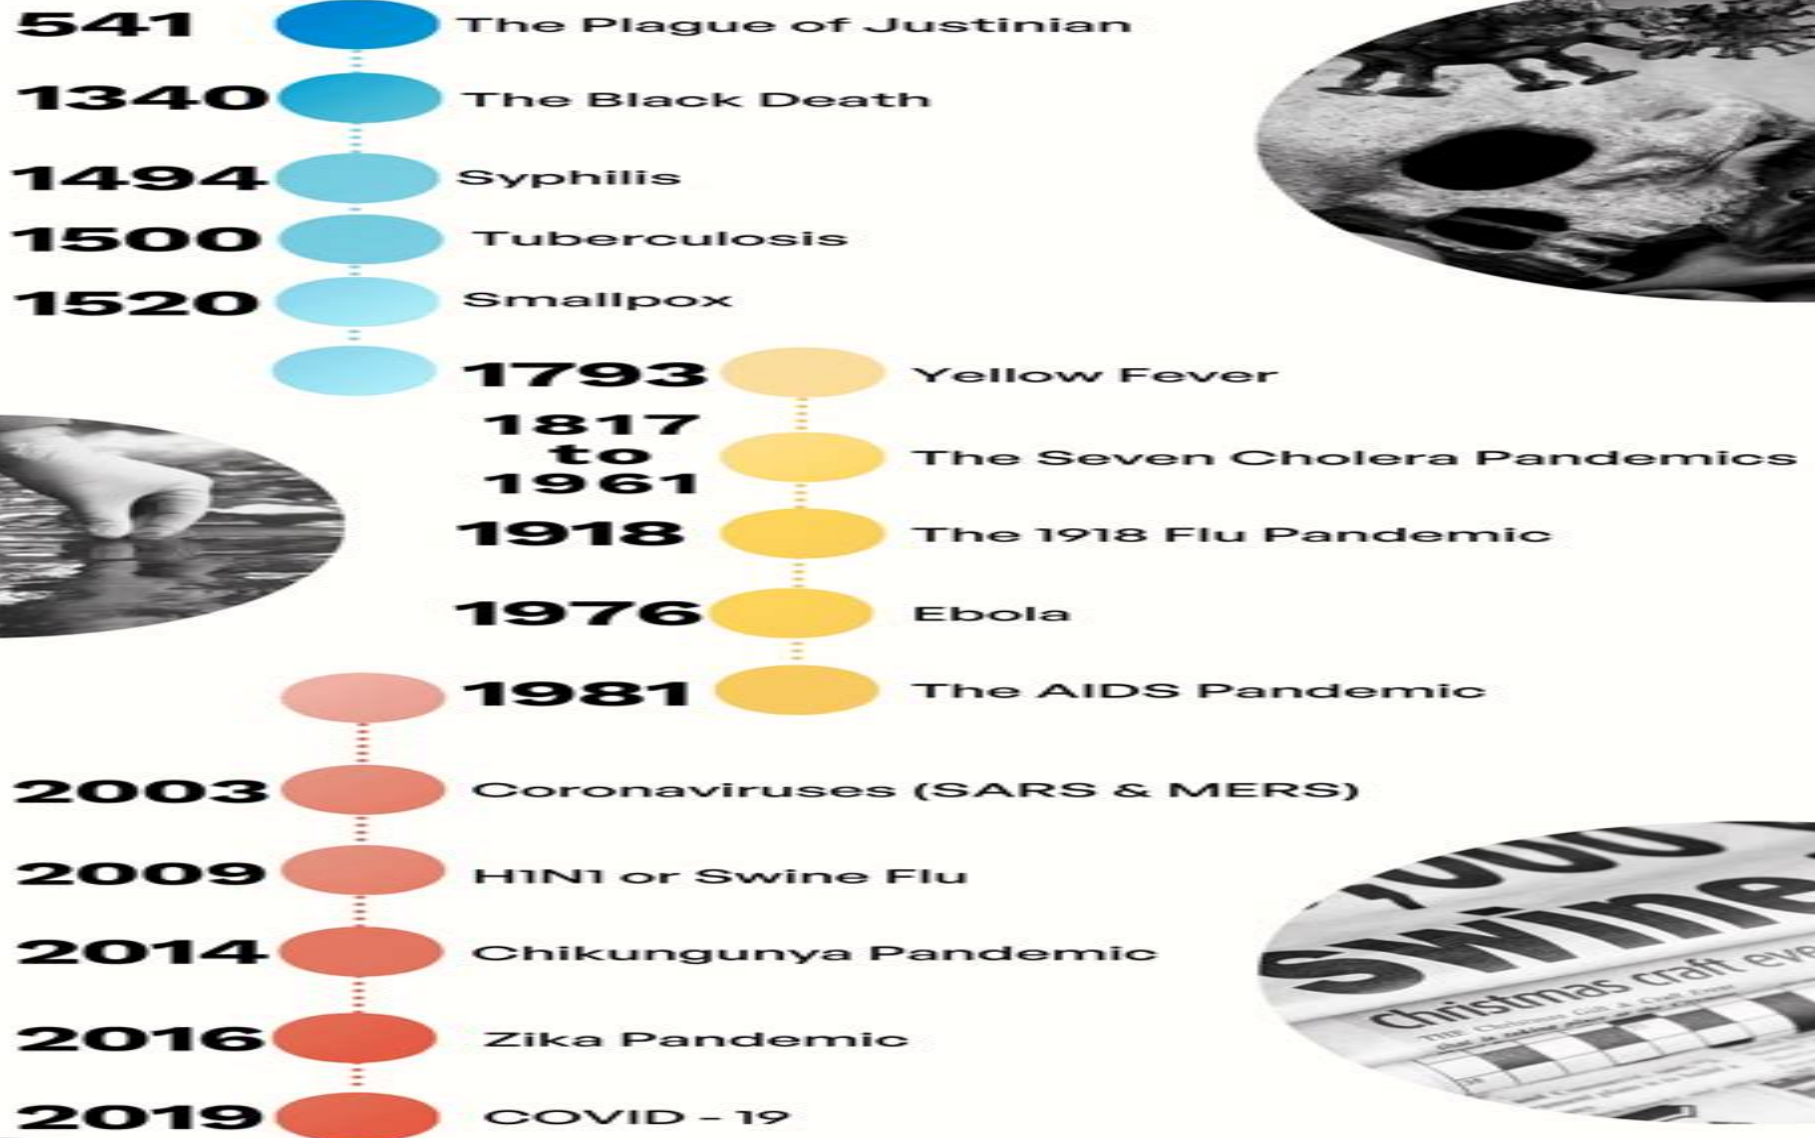 541 The Plague of Justinian
1340 The Black Death
1494 Syphilis
1500 Tuberculosis
1520 Smallpox
1793 Yellow Fever
1817
to
1961
The Seven Cholera Pandemics
1918 The 1918 Flu Pandemic
1976 Ebola
1981 The AIDS Pandemic
2003 Coronaviruses (SARS & MERS)
2009 H1N1 or Swine Flu
2014 Chikungunya Pandemic
2016 Zika Pandemic
2019 COVID - 19
swine
Christmas craft eve